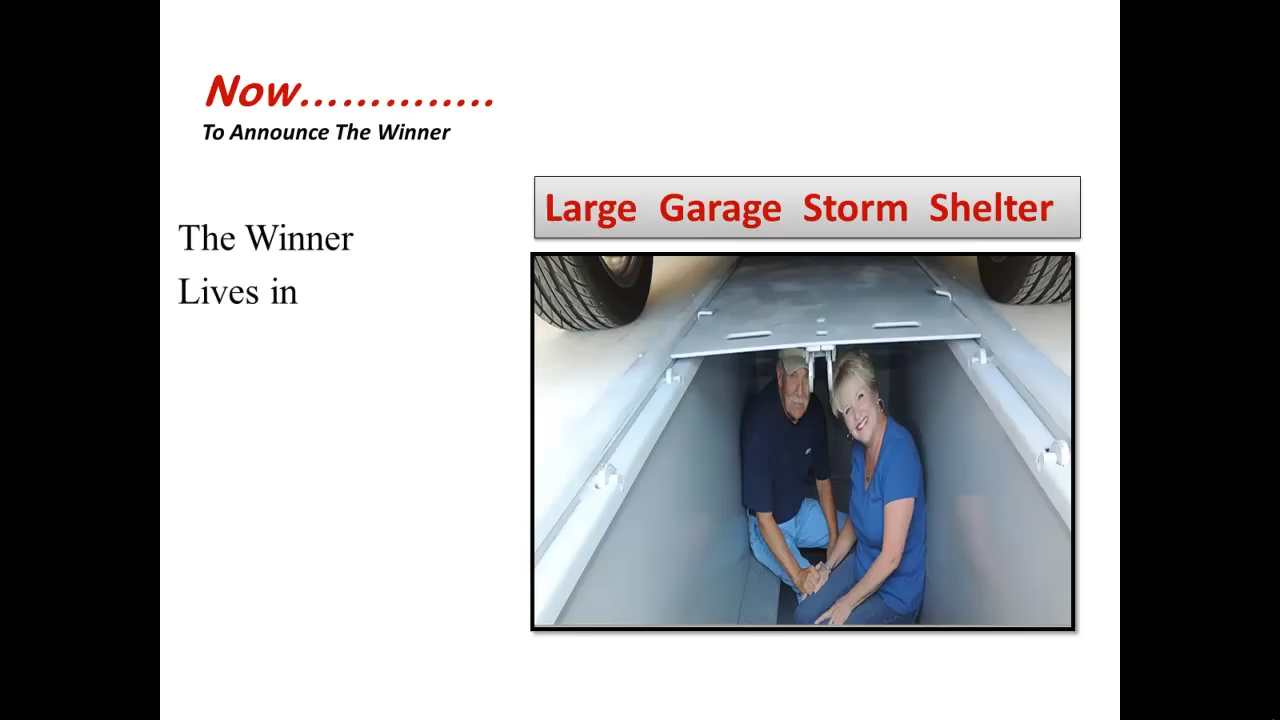 Now..............
To Announce The Winner
The Winner
Lives in
Large Garage Storm Shelter